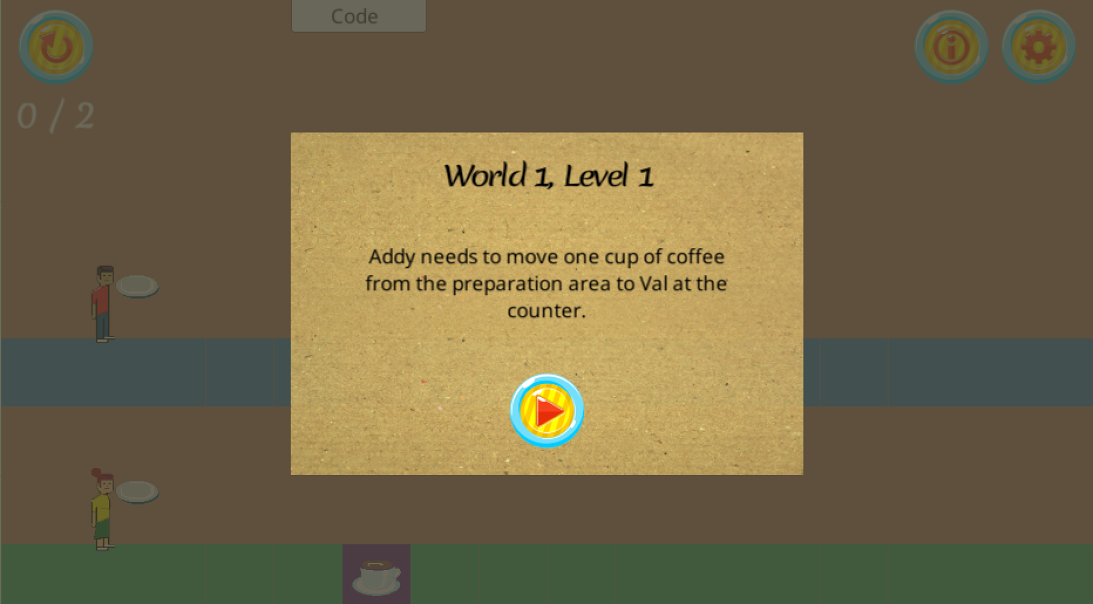 Code
0 / 2
World 1, Level 1
Addy needs to move one cup of coffee
from the preparation area to Val at the
counter.